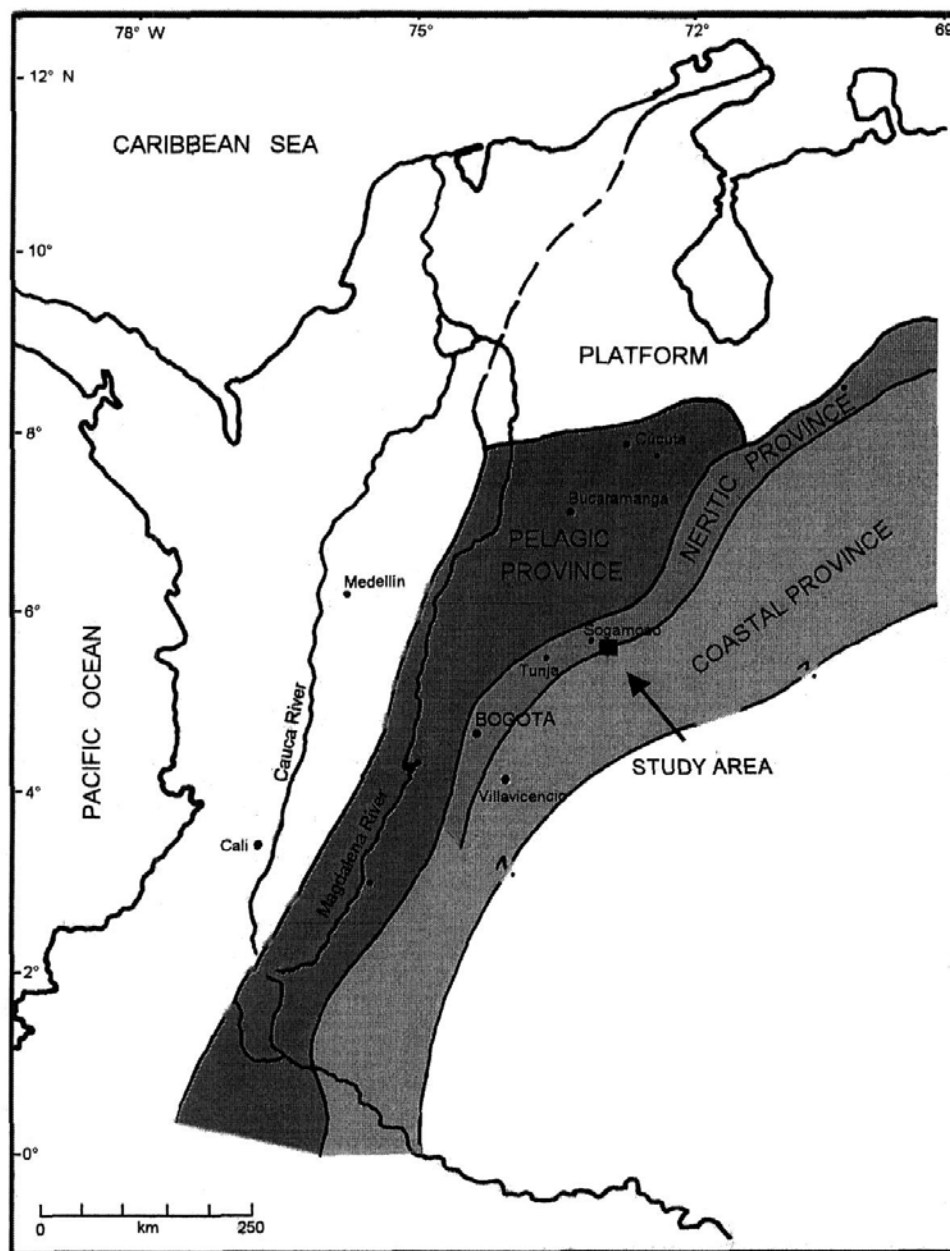 78° W
75°
72°
69
12° N
CARIBBEAN SEA
10°
PLATFORM
8°
Cúcuta
NERITIC PROVINCE
Bucaramanga
PELAGIC
PROVINCE
COASTAL PROVINCE
Medellin
6°
Sogamoso
Tunja
PACIFIC OCEAN
Cauca River
BOGOTA
STUDY AREA
4°
Villavicencio
Magdalena River
Cali
2°
0°
0
km
250